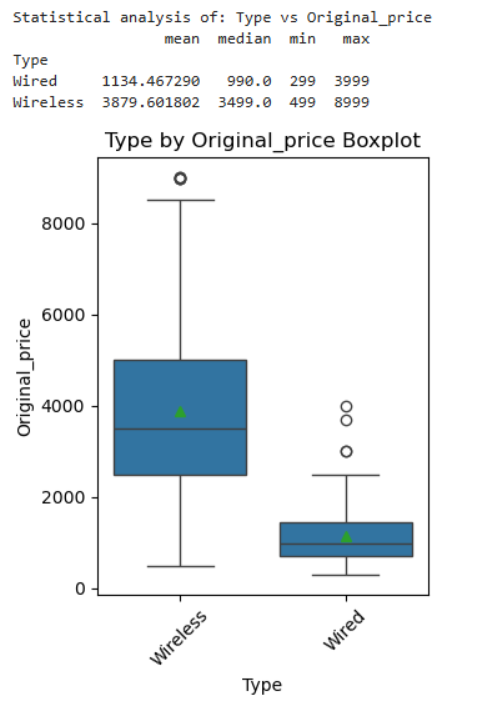 Statistical analysis of: Type vs Original_price
mean median min max
Type
Wired 1134.467290 990.0 299 3999
Wireless 3879.601802 3499.0 499 8999
Type by Original_price Boxplot
8000
6000
4000
2000
0
Original_price
Wireless
Wired
Type